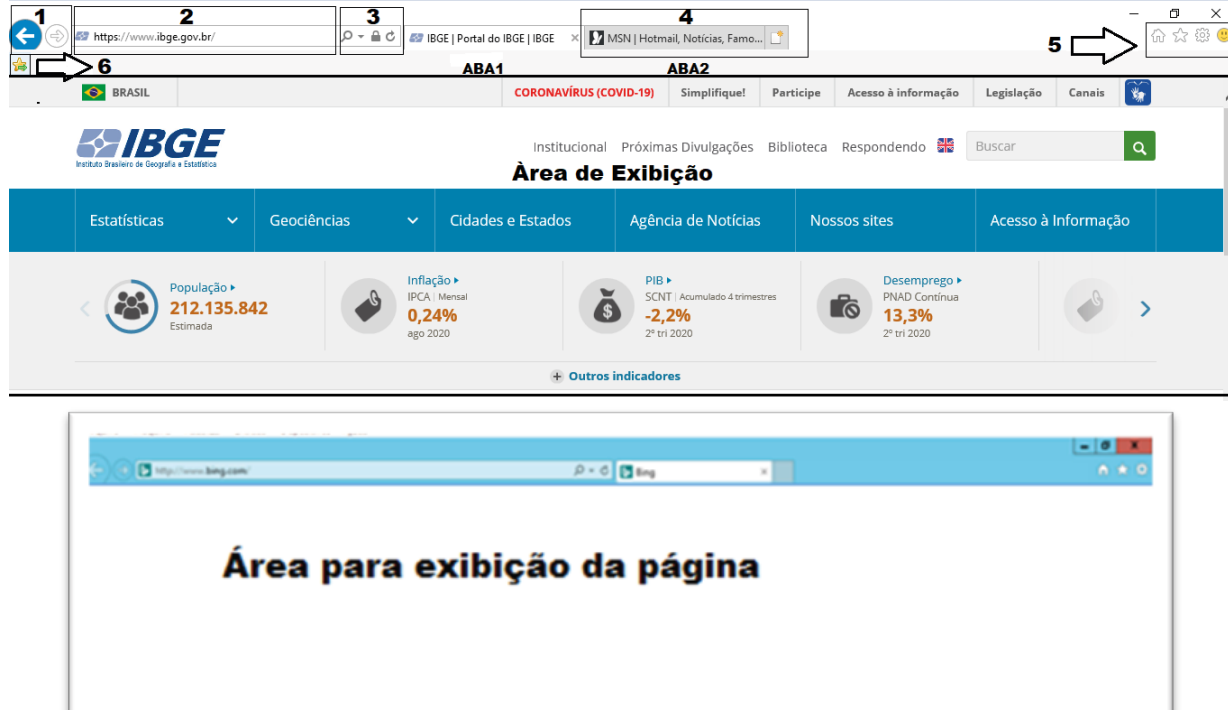 1
2
3
4
https://www.ibge.gov.br/
IBGE | Portal do IBGE | IBGE
MSN | Hotmail, Notícias, Famo...
5
6
ABA1
ABA2
BRASIL
CORONAVÍRUS (COVID-19)
Simplifique!
Participe
Acesso à informação
Legislação
Canais
IBGE
Instituto Brasileiro de Geografia e Estatística
Institucional
Próximas Divulgações
Biblioteca
Respondendo
Buscar
Àrea de Exibição
Estatísticas
Geociências
Cidades e Estados
Agência de Notícias
Nossos sites
Acesso à Informação
População
212.135.842
Estimada
Inflação
IPCA | Mensal
0,24%
ago 2020
PIB
SCNT | Acumulado 4 trimestres
-2,2%
2º tri 2020
Desemprego
PNAD Contínua
13,3%
2º tri 2020
Outros indicadores
http://www.bing.com/
Bing
Área para exibição da página